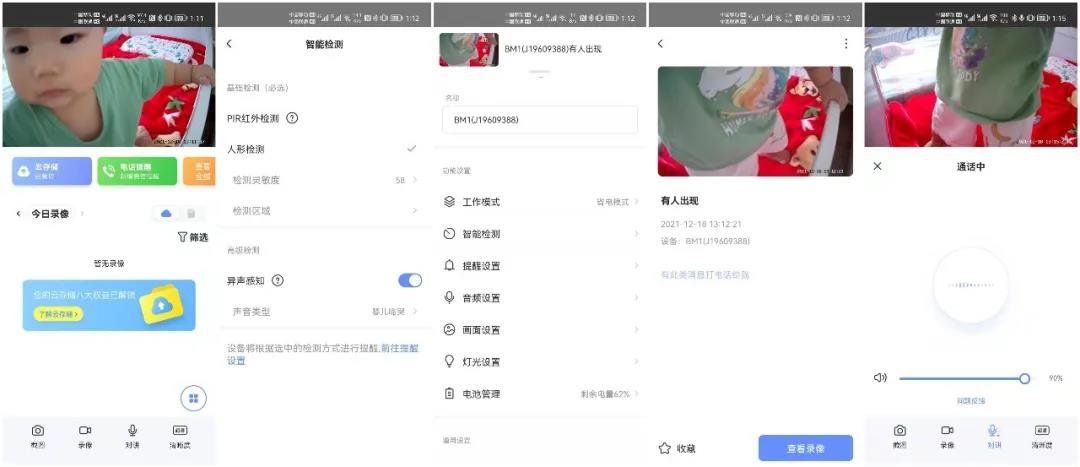 1:11
云存储
电话提醒
查看
今日录像
筛选
暂无录像
您的云存储八大权益已解锁
了解云存储
截图
录像
对讲
清晰度
1:12
智能检测
基础检测（必选）
PIR红外检测
人形检测
检测灵敏度
58
检测区域
高级检测
异声感知
声音类型
婴儿啼哭
设备将根据选中的检测方式进行提醒,前往提醒
设置
1:12
BM1(J19609388)有人出现
名称
BM1(J19609388)
功能设置
工作模式
省电模式
智能检测
提醒设置
音频设置
画面设置
灯光设置
电池管理
剩余电量62%
通用设置
1:12
有人出现
2021-12-18 13:12:21
设备：BM1(J19609388)
有此类消息打电话给我
收藏
查看录像
1:15
通话中
90%
问题反馈
截图
录像
对讲
清晰度